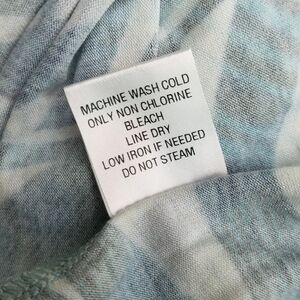 MACHINE WASH COLD
ONLY NON CHLORINE
BLEACH
LINE DRY
LOW IRON IF NEEDED
DO NOT STEAM